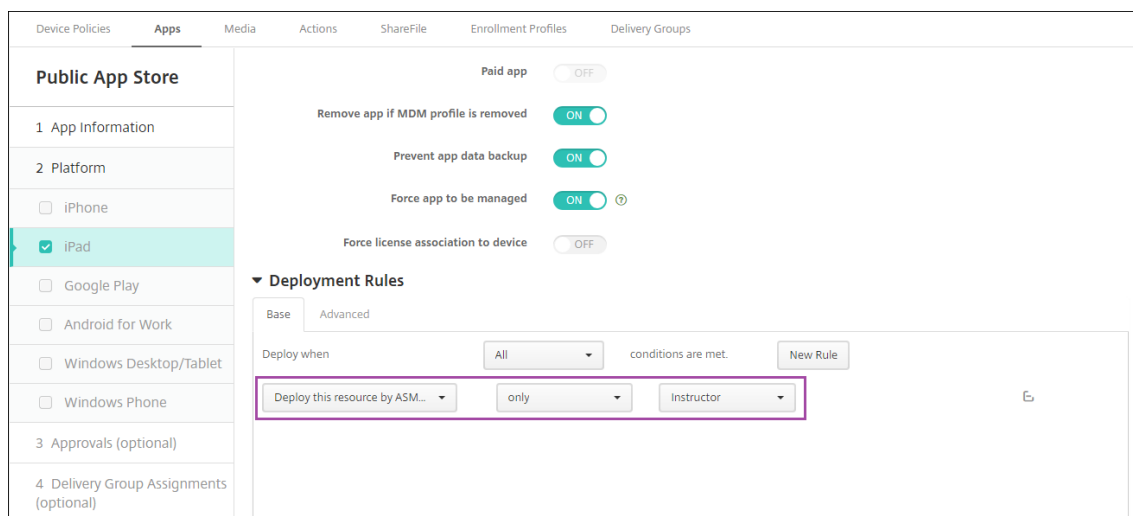 Device Policies Apps Media Actions ShareFile Enrollment Profiles Delivery Groups
Public App Store
1 App Information
2 Platform
iPhone
iPad
Google Play
Android for Work
Windows Desktop/Tablet
Windows Phone
3 Approvals (optional)
4 Delivery Group Assignments
(optional)
Paid app OFF
Remove app if MDM profile is removed ON
Prevent app data backup ON
Force app to be managed ON ?
Force license association to device OFF
Deployment Rules
Base Advanced
Deploy when All conditions are met. New Rule
Deploy this resource by ASM... only Instructor